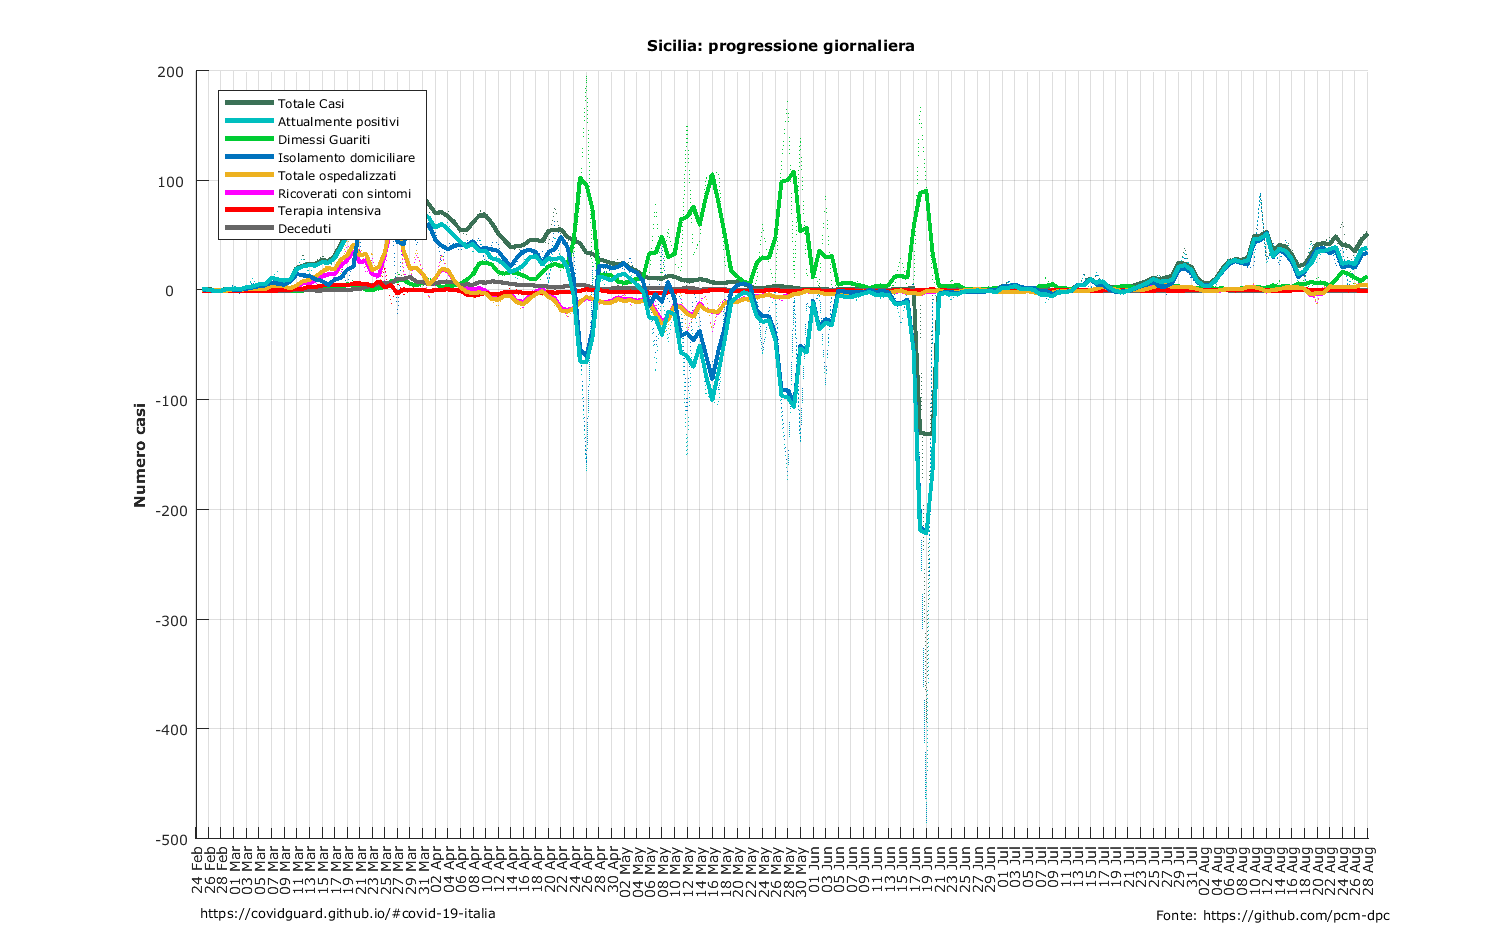 Sicilia: progressione giornaliera
200
100
0
-100
-200
-300
-400
-500
Numero casi
Totale Casi
Attualmente positivi
Dimessi Guariti
Isolamento domiciliare
Totale ospedalizzati
Ricoverati con sintomi
Terapia intensiva
Deceduti
24 Feb
26 Feb
28 Feb
01 Mar
03 Mar
05 Mar
07 Mar
09 Mar
11 Mar
13 Mar
15 Mar
17 Mar
19 Mar
21 Mar
23 Mar
25 Mar
27 Mar
29 Mar
31 Mar
02 Apr
04 Apr
06 Apr
08 Apr
10 Apr
12 Apr
14 Apr
16 Apr
18 Apr
20 Apr
22 Apr
24 Apr
26 Apr
28 Apr
30 Apr
02 May
04 May
06 May
08 May
10 May
12 May
14 May
16 May
18 May
20 May
22 May
24 May
26 May
28 May
30 May
01 Jun
03 Jun
05 Jun
07 Jun
09 Jun
11 Jun
13 Jun
15 Jun
17 Jun
19 Jun
21 Jun
23 Jun
25 Jun
27 Jun
29 Jun
01 Jul
03 Jul
05 Jul
07 Jul
09 Jul
11 Jul
13 Jul
15 Jul
17 Jul
19 Jul
21 Jul
23 Jul
25 Jul
27 Jul
29 Jul
31 Jul
02 Aug
04 Aug
06 Aug
08 Aug
10 Aug
12 Aug
14 Aug
16 Aug
18 Aug
20 Aug
22 Aug
24 Aug
26 Aug
28 Aug
https://covidguard.github.io/#covid-19-italia
Fonte: https://github.com/pcm-dpc